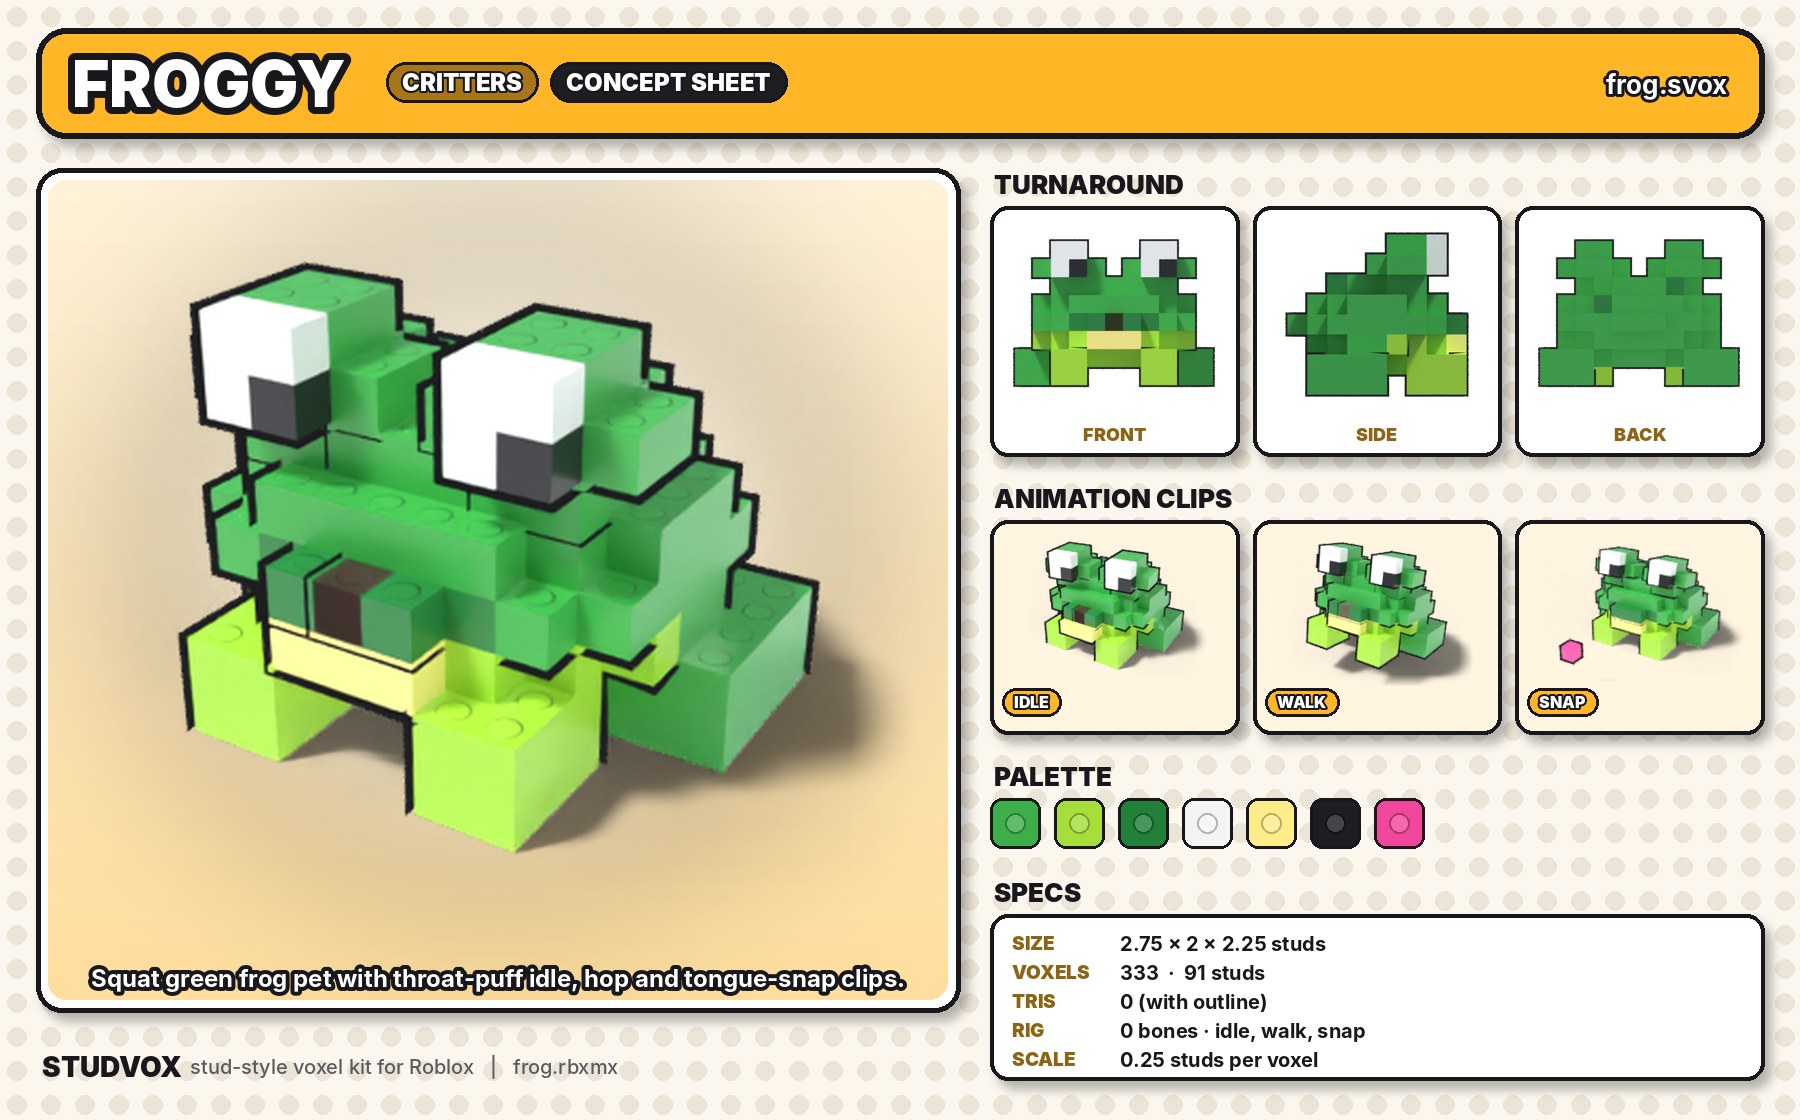 FROGGY
CRITTERS
CONCEPT SHEET
frog.svox
Squat green frog pet with throat-puff idle, hop and tongue-snap clips.
TURNAROUND
FRONT
SIDE
BACK
ANIMATION CLIPS
IDLE
WALK
SNAP
PALETTE
SPECS
SIZE 2.75 × 2 × 2.25 studs
VOXELS 333 · 91 studs
TRIS 0 (with outline)
RIG 0 bones · idle, walk, snap
SCALE 0.25 studs per voxel
STUDVOX stud-style voxel kit for Roblox | frog.rbxmx